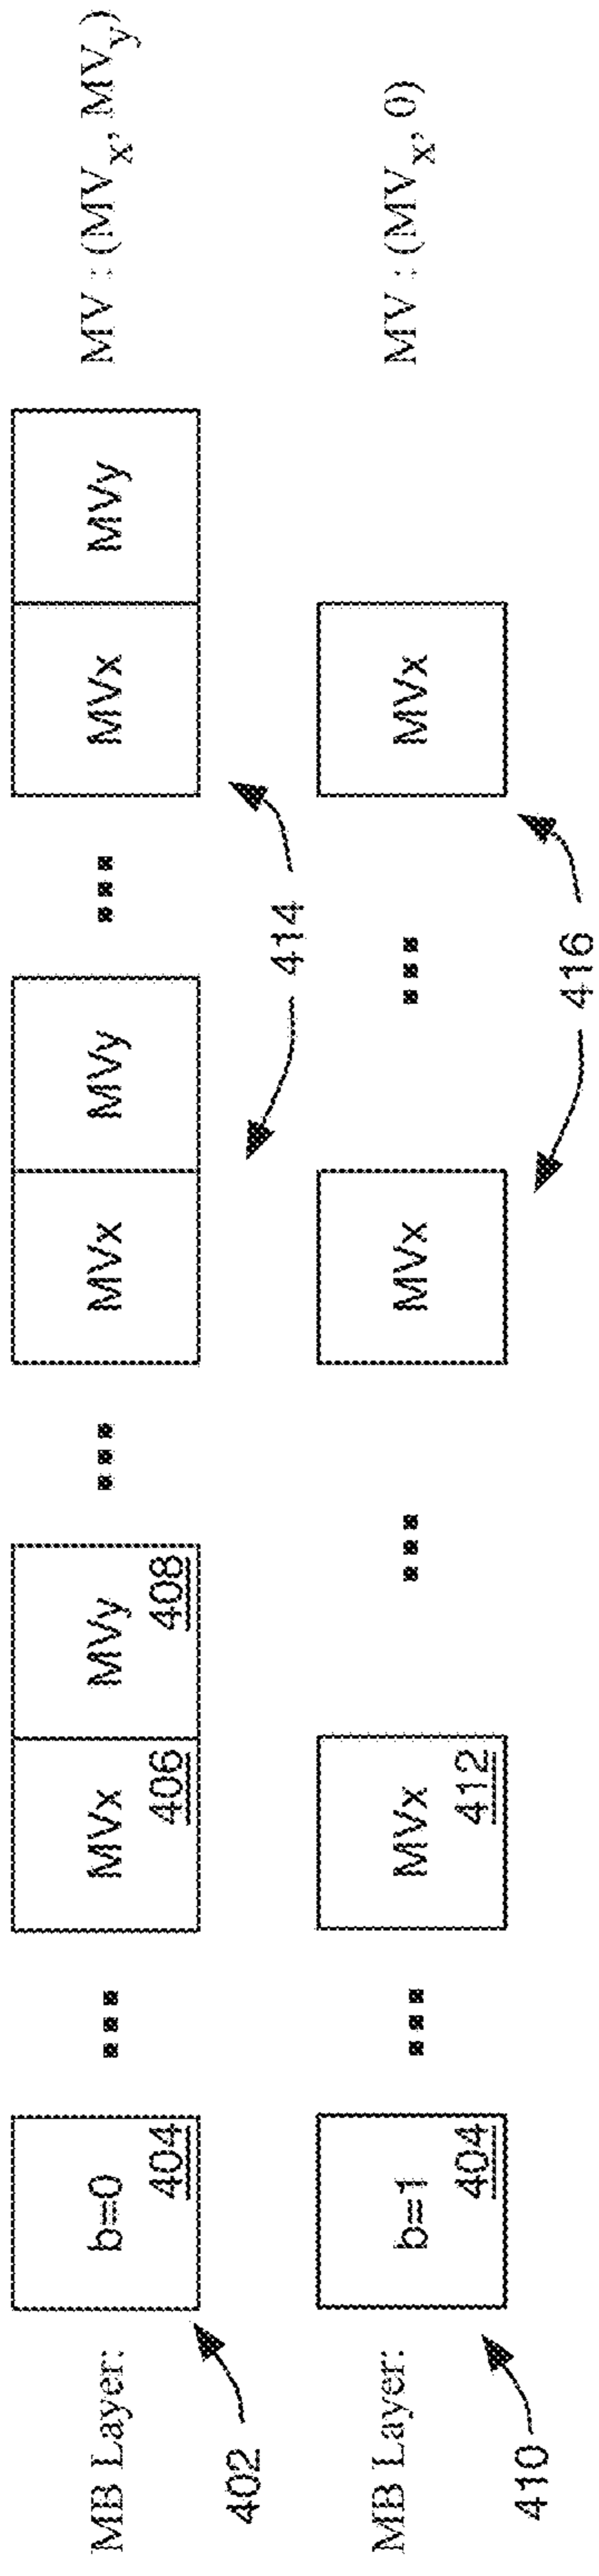 MB Layer: b=0 404 ... MVx 406 MVy 408 ... MVx MVy ... MVx MVy MV : (MVx, MVy)
402 414
MB Layer: b=1 404 ... MVx 412 ... MVx ... MVx MV : (MVx, 0)
410 416